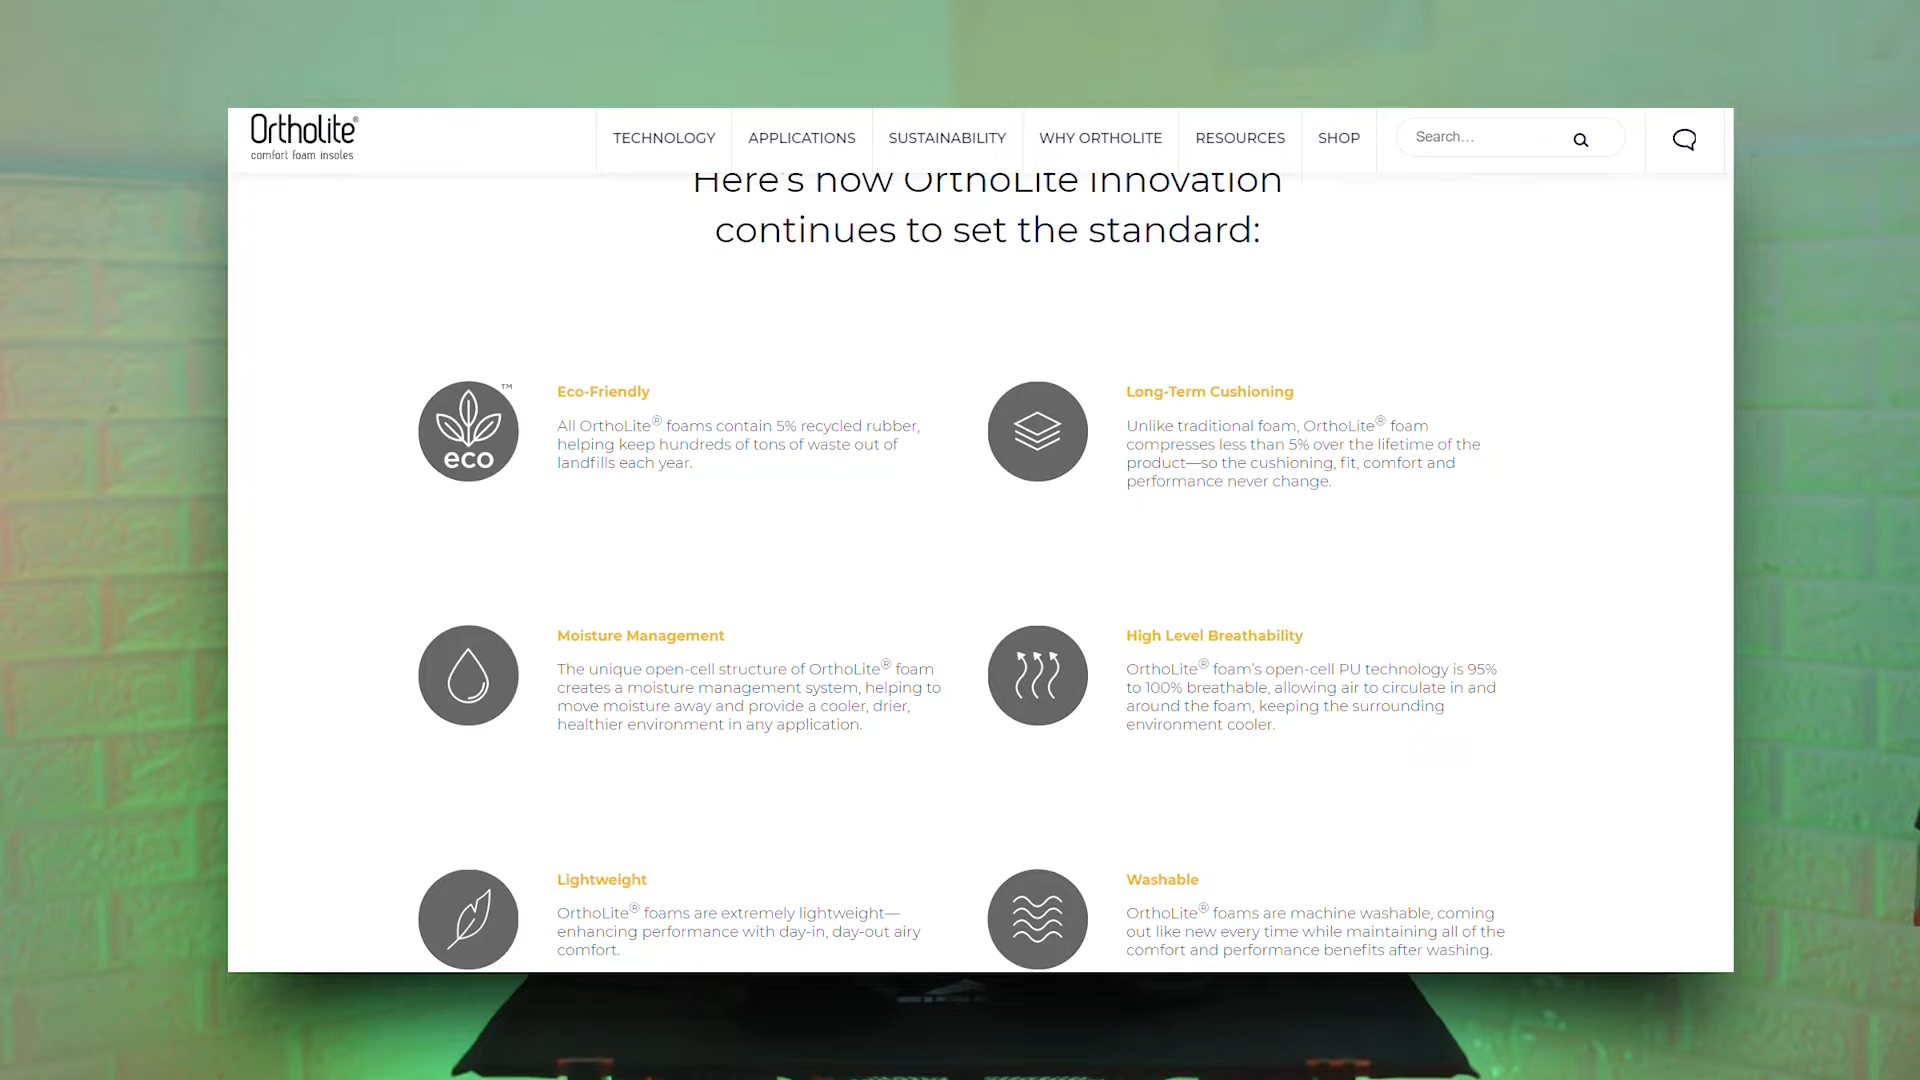 OrthoLite®
comfort foam insoles
TECHNOLOGY
APPLICATIONS
SUSTAINABILITY
WHY ORTHOLITE
RESOURCES
SHOP
Search...
Here's how OrthoLite innovation
continues to set the standard:
TM
eco
Eco-Friendly
All OrthoLite® foams contain 5% recycled rubber,
helping keep hundreds of tons of waste out of
landfills each year.
Long-Term Cushioning
Unlike traditional foam, OrthoLite® foam
compresses less than 5% over the lifetime of the
product—so the cushioning, fit, comfort and
performance never change.
Moisture Management
The unique open-cell structure of OrthoLite® foam
creates a moisture management system, helping to
move moisture away and provide a cooler, drier,
healthier environment in any application.
High Level Breathability
OrthoLite® foam's open-cell PU technology is 95%
to 100% breathable, allowing air to circulate in and
around the foam, keeping the surrounding
environment cooler.
Lightweight
OrthoLite® foams are extremely lightweight—
enhancing performance with day-in, day-out airy
comfort.
Washable
OrthoLite® foams are machine washable, coming
out like new every time while maintaining all of the
comfort and performance benefits after washing.